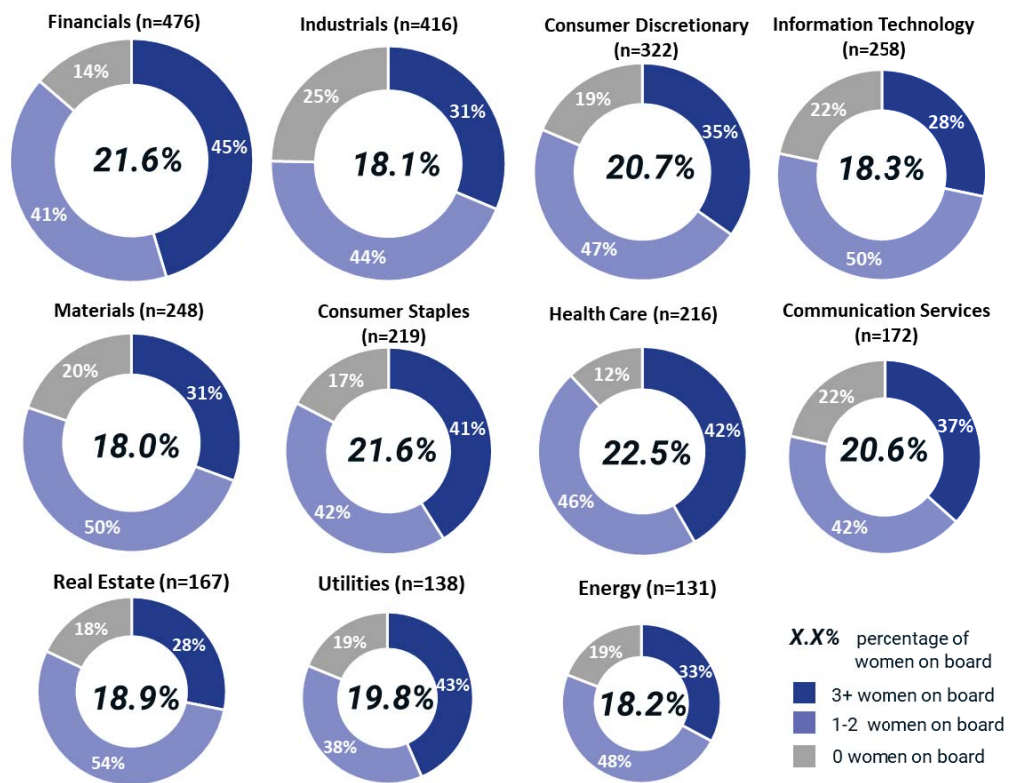 Financials (n=476)
14%
45%
21.6%
41%
Industrials (n=416)
25%
31%
18.1%
44%
Consumer Discretionary
(n=322)
19%
35%
20.7%
47%
Information Technology
(n=258)
22%
28%
18.3%
50%
Materials (n=248)
20%
31%
18.0%
50%
Consumer Staples
(n=219)
17%
41%
21.6%
42%
Health Care (n=216)
12%
42%
22.5%
46%
Communication Services
(n=172)
22%
37%
20.6%
42%
Real Estate (n=167)
18%
28%
18.9%
54%
Utilities (n=138)
19%
43%
19.8%
38%
Energy (n=131)
19%
33%
18.2%
48%
X.X% percentage of
women on board
3+ women on board
1-2 women on board
0 women on board